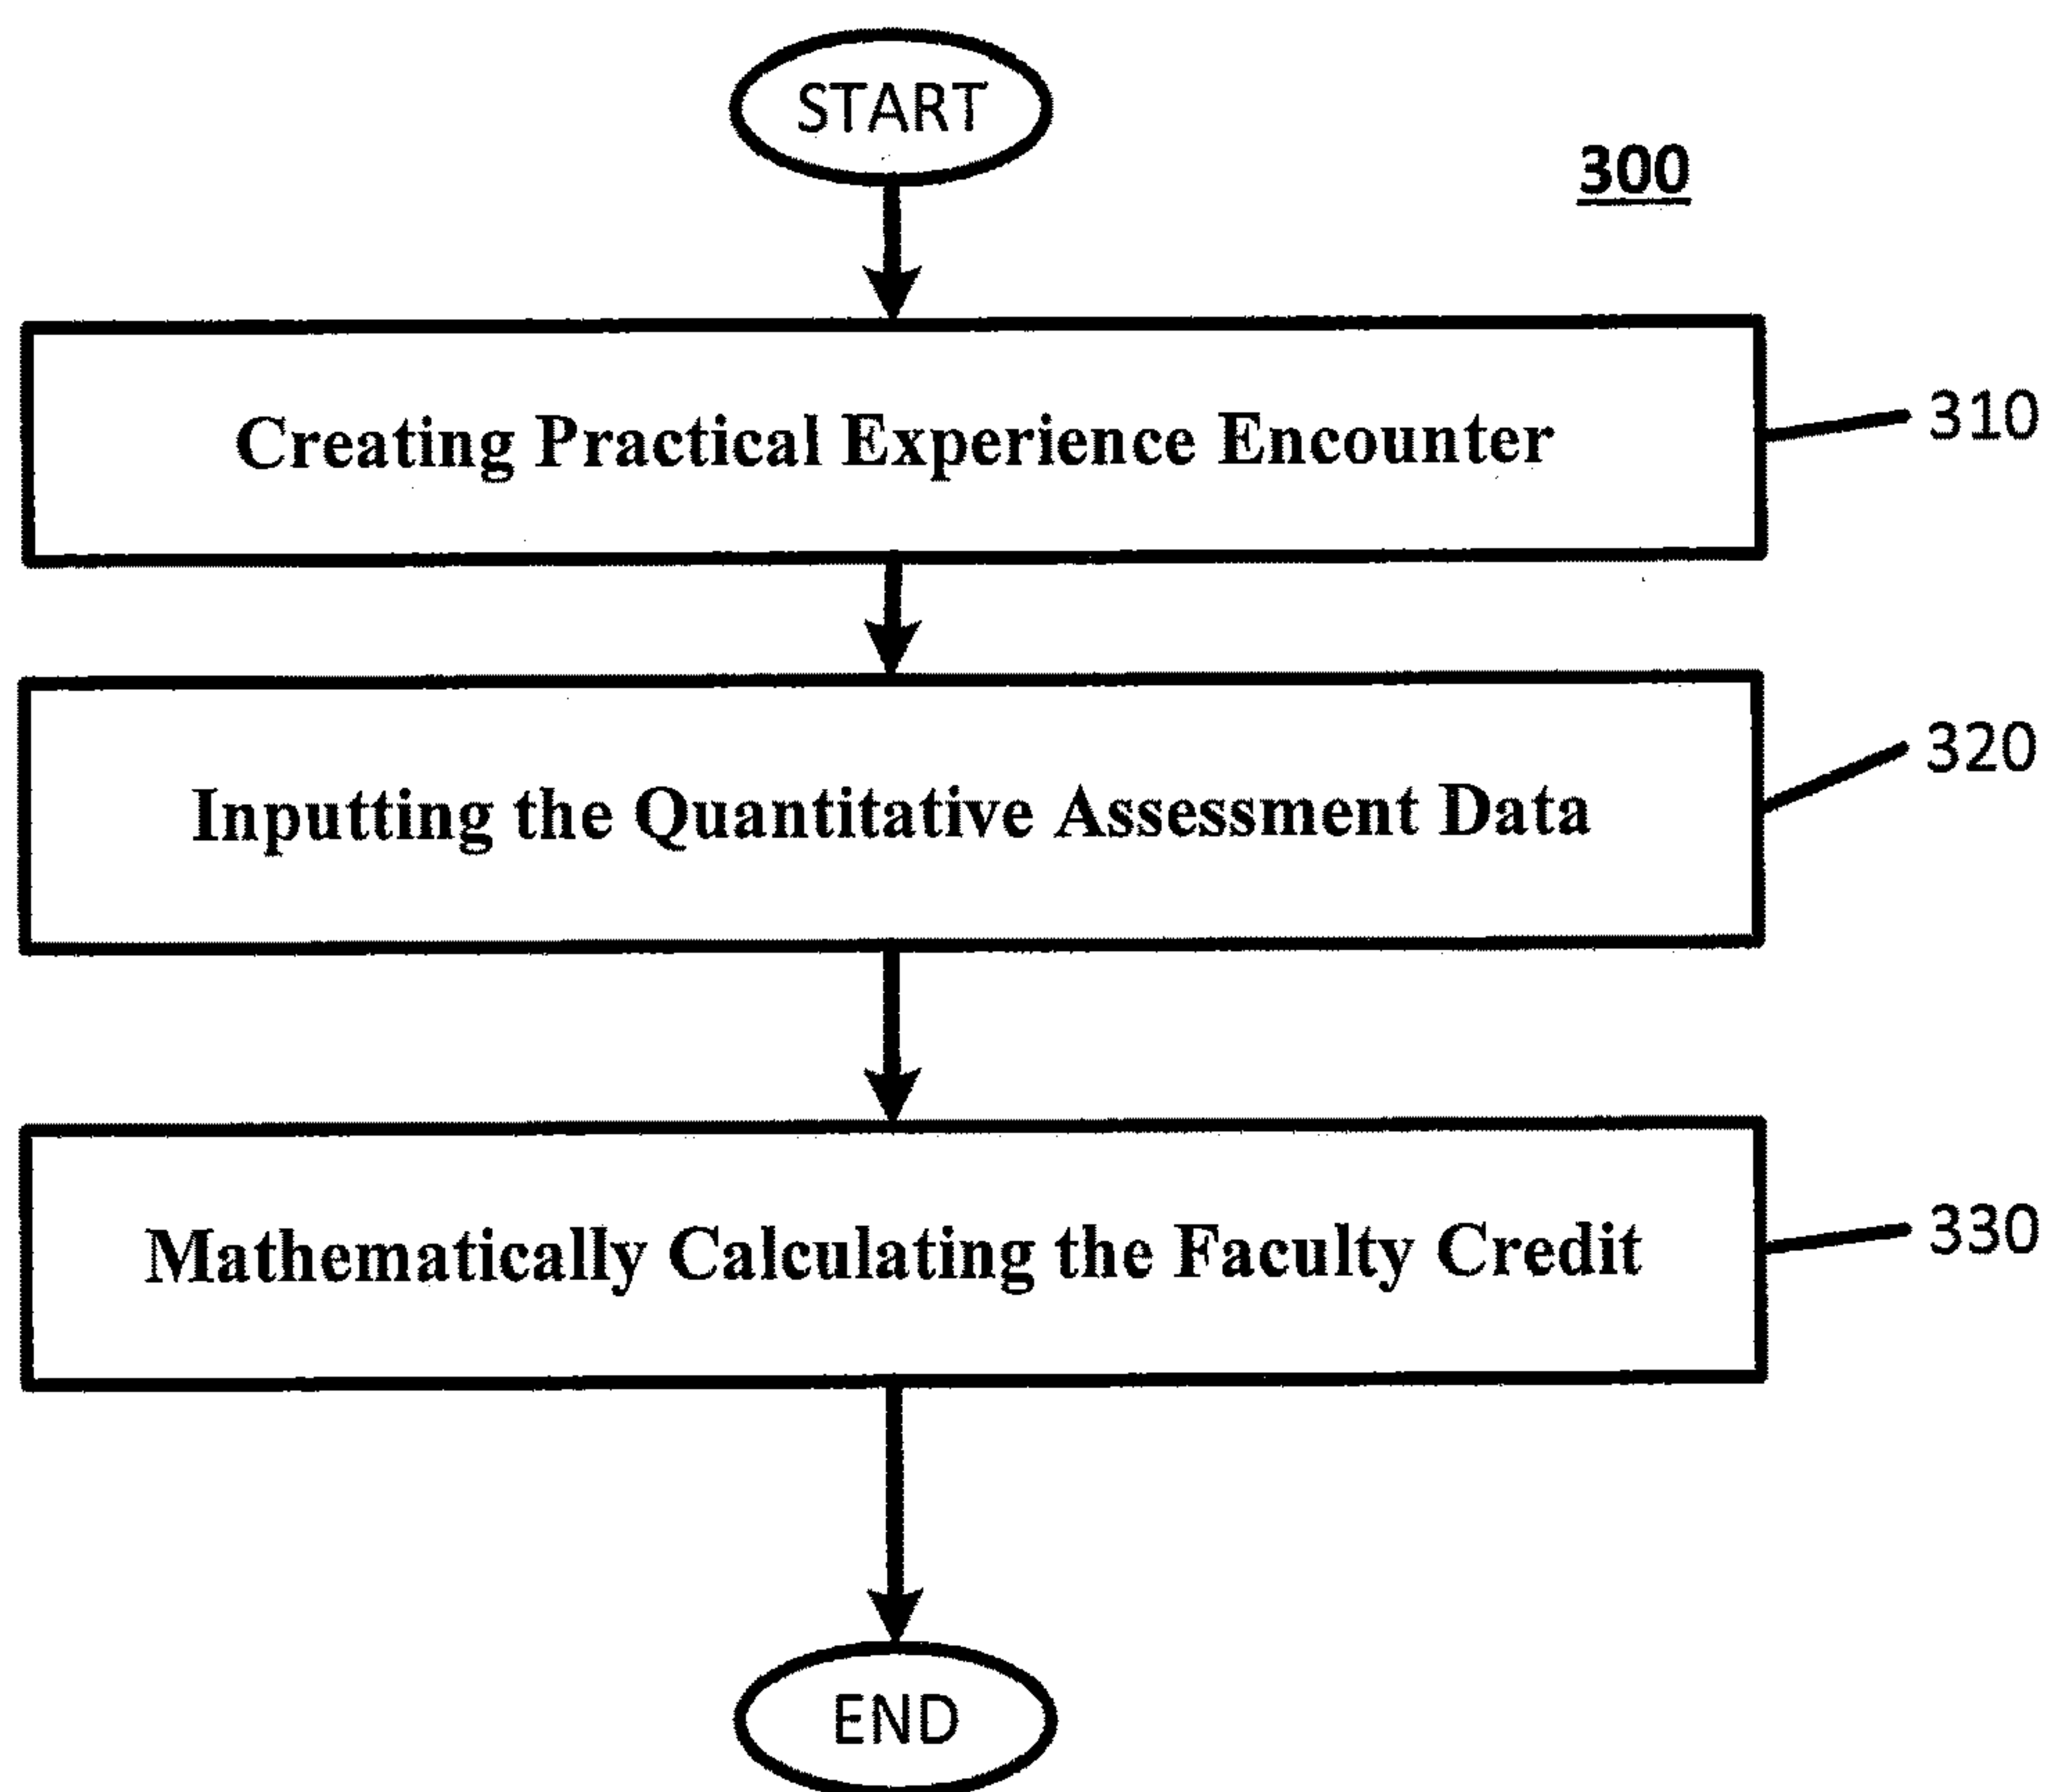 START
300
Creating Practical Experience Encounter
310
Inputting the Quantitative Assessment Data
320
Mathematically Calculating the Faculty Credit
330
END